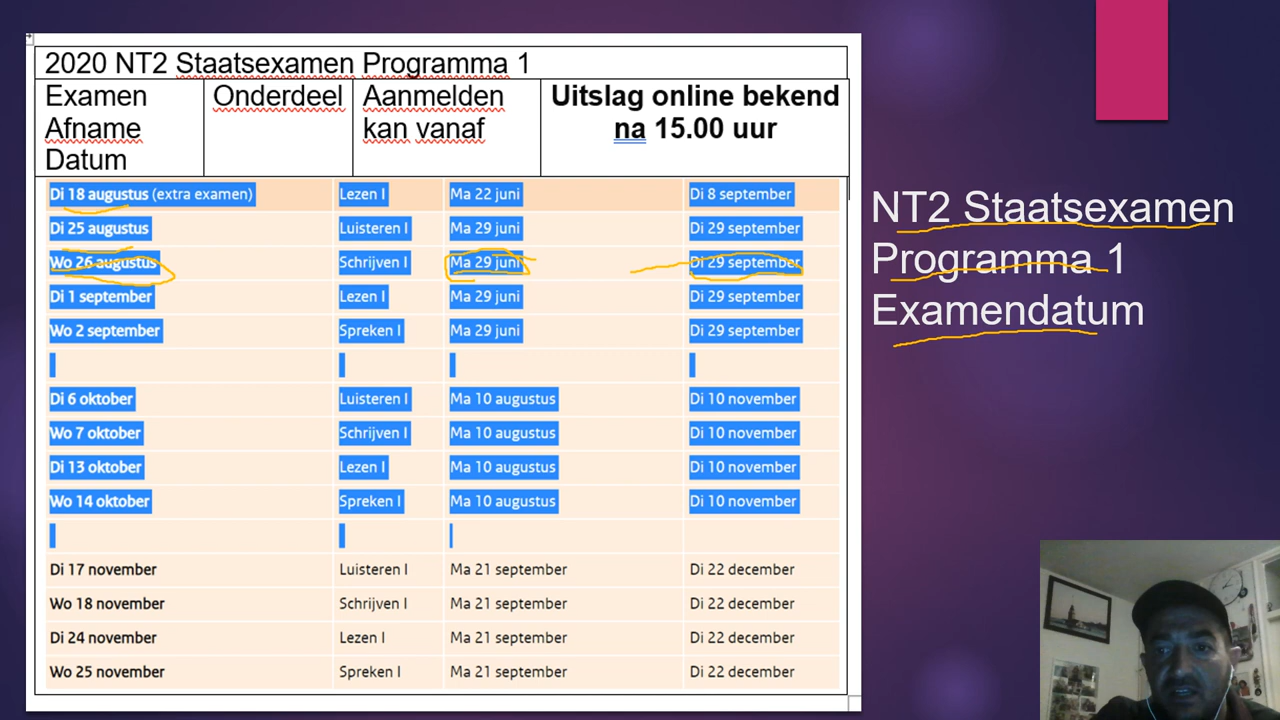 2020 NT2 Staatsexamen Programma 1
Examen Afname Datum Onderdeel Aanmelden kan vanaf Uitslag online bekend na 15.00 uur
Di 18 augustus (extra examen) Lezen I Ma 22 juni Di 8 september
Di 25 augustus Luisteren I Ma 29 juni Di 29 september
Wo 26 augustus Schrijven I Ma 29 juni Di 29 september
Di 1 september Lezen I Ma 29 juni Di 29 september
Wo 2 september Spreken I Ma 29 juni Di 29 september
Di 6 oktober Luisteren I Ma 10 augustus Di 10 november
Wo 7 oktober Schrijven I Ma 10 augustus Di 10 november
Di 13 oktober Lezen I Ma 10 augustus Di 10 november
Wo 14 oktober Spreken I Ma 10 augustus Di 10 november
Di 17 november Luisteren I Ma 21 september Di 22 december
Wo 18 november Schrijven I Ma 21 september Di 22 december
Di 24 november Lezen I Ma 21 september Di 22 december
Wo 25 november Spreken I Ma 21 september Di 22 december
NT2 Staatsexamen
Programma 1
Examendatum